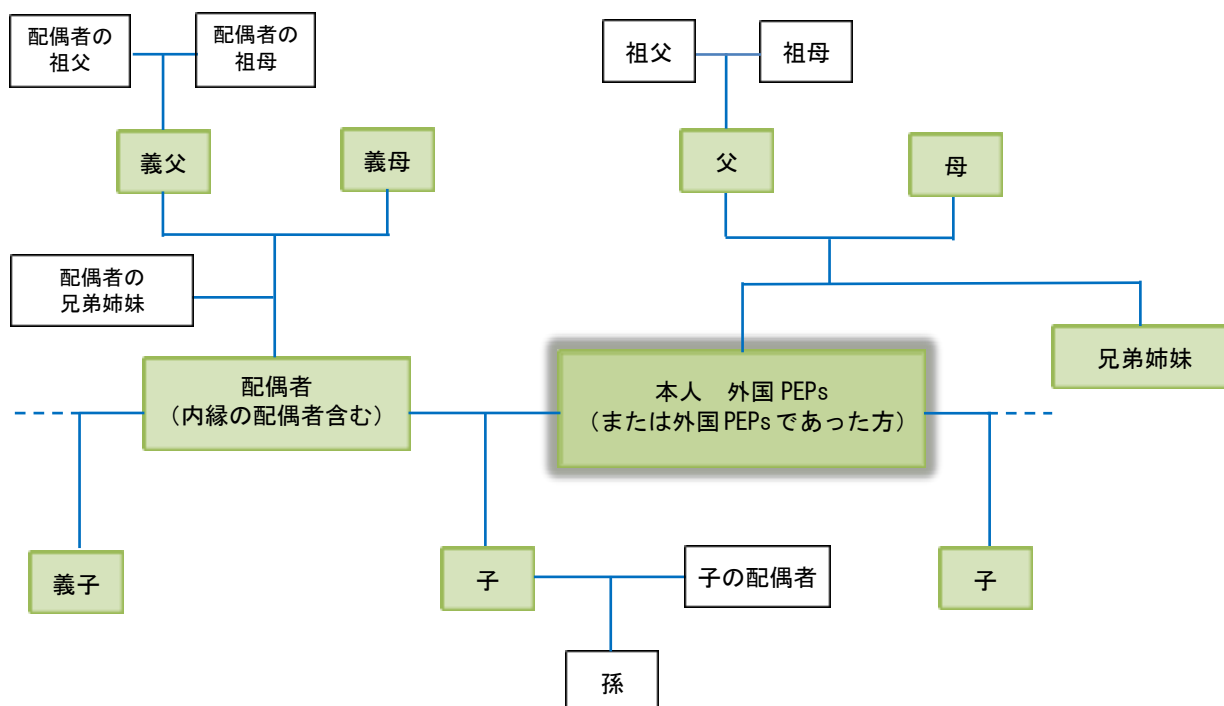 配偶者の
祖父
配偶者の
祖母
祖父
祖母
義父
義母
父
母
配偶者の
兄弟姉妹
兄弟姉妹
配偶者
（内縁の配偶者含む）
本人　外国 PEPs
（または外国 PEPs であった方）
義子
子
子の配偶者
子
孫